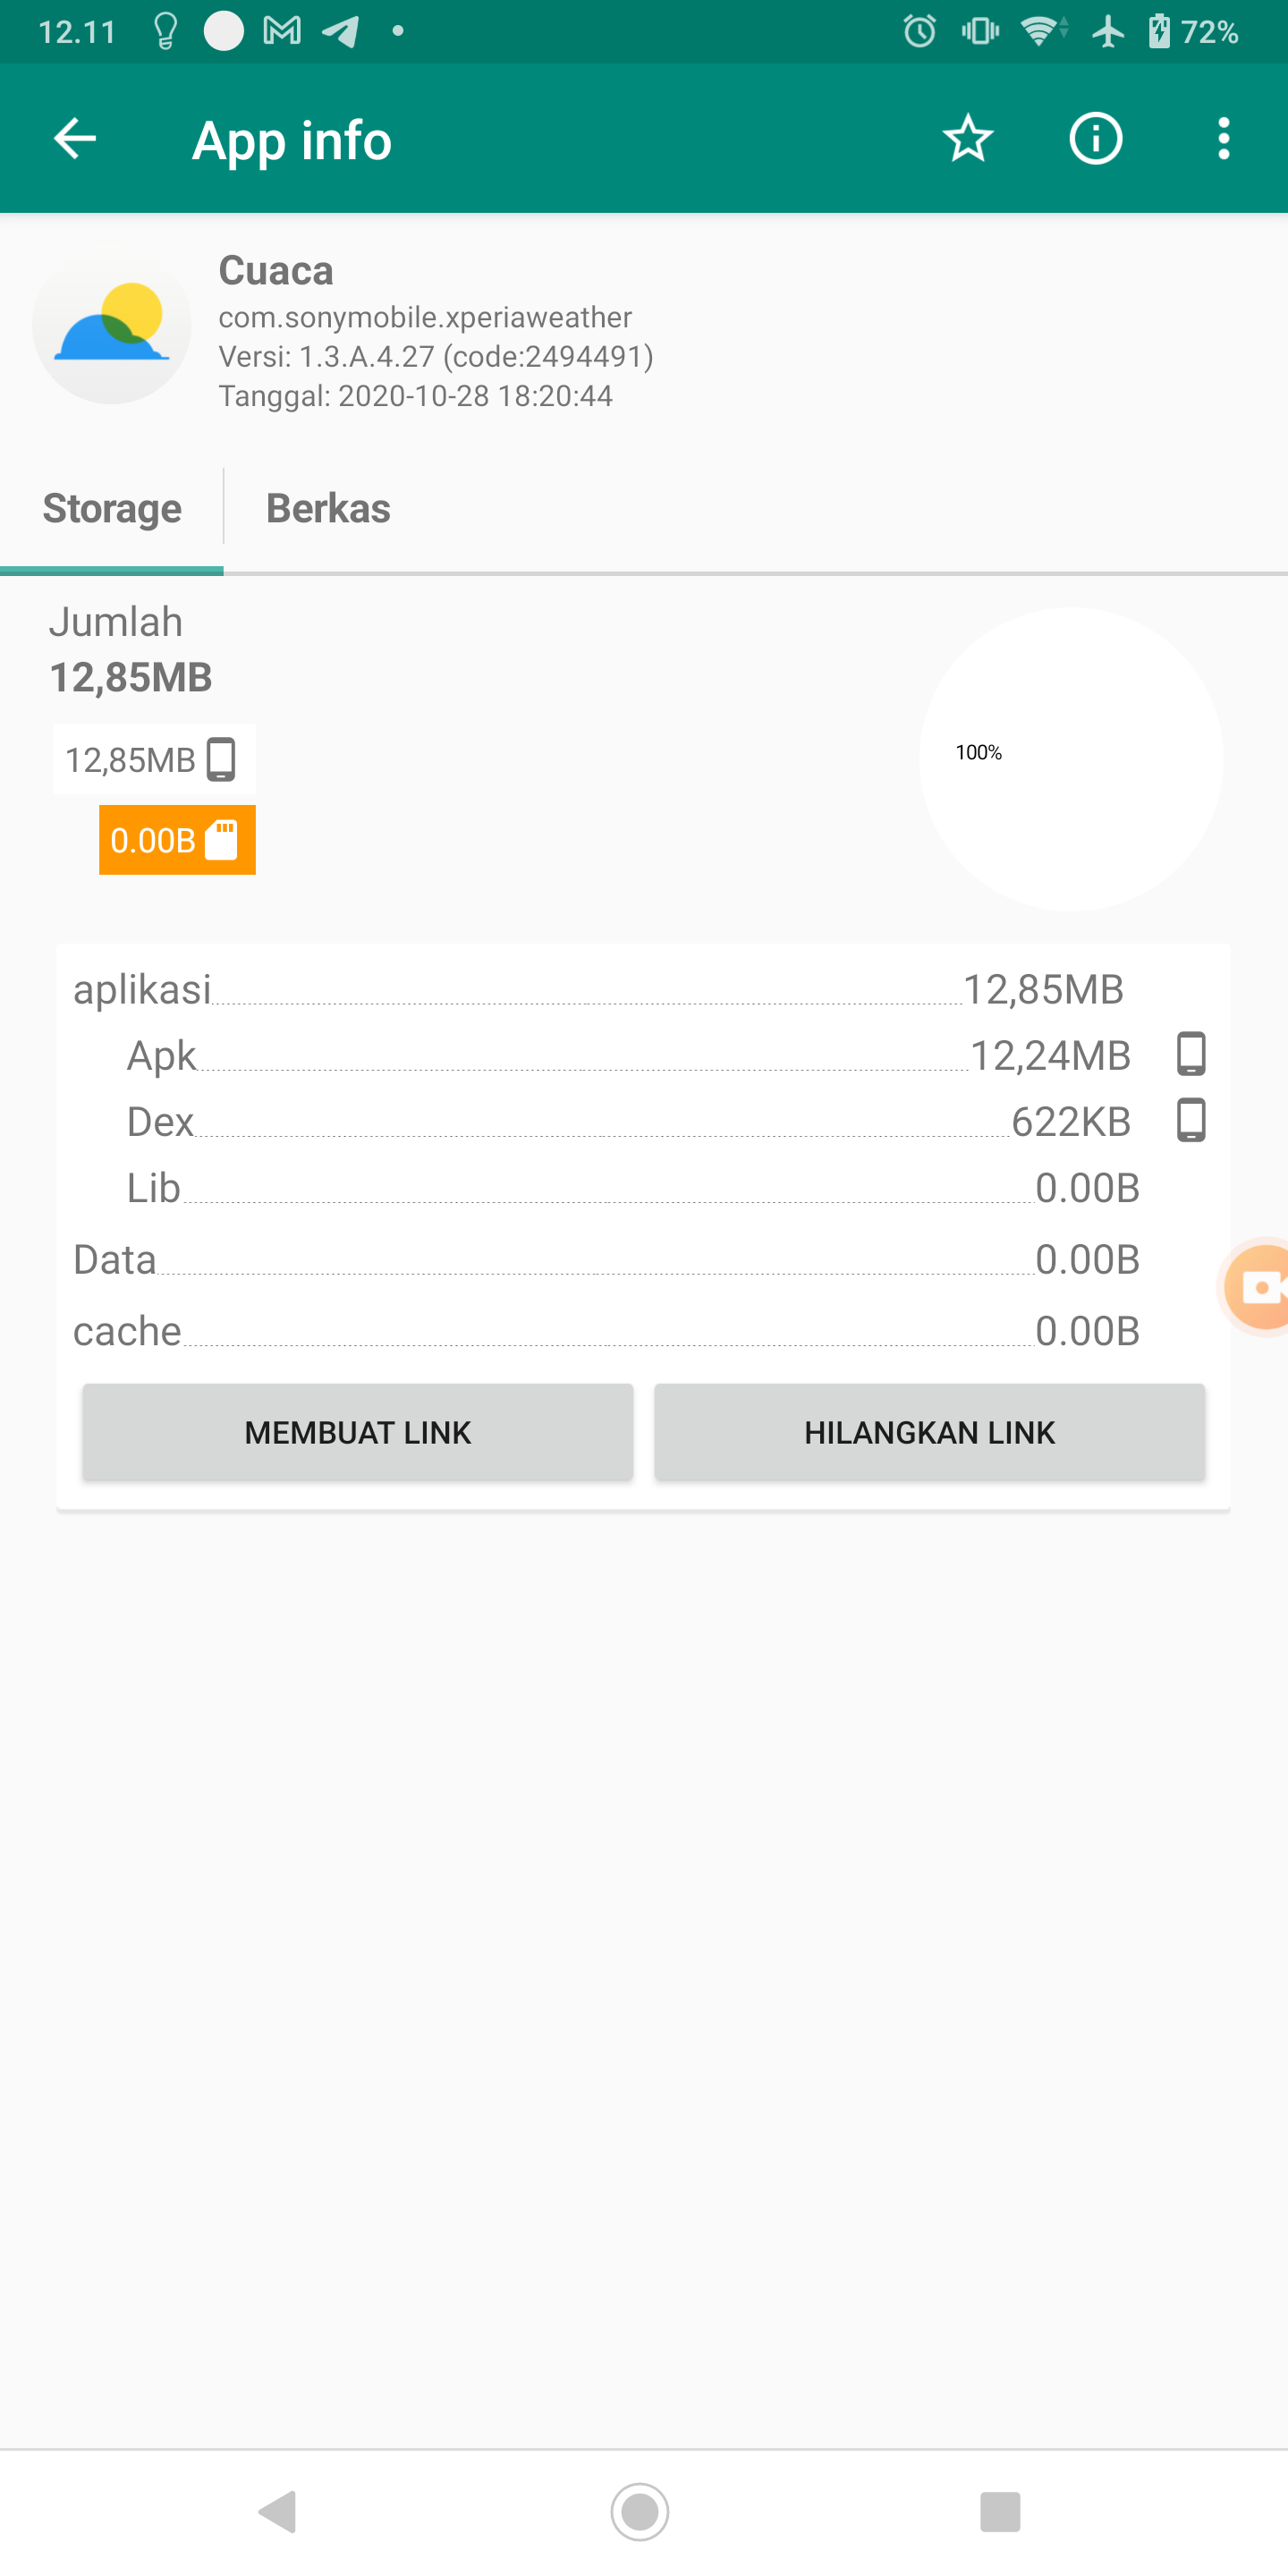 12.11
72%
App info
Cuaca
com.sonymobile.xperiaweather
Versi: 1.3.A.4.27 (code:2494491)
Tanggal: 2020-10-28 18:20:44
Storage
Berkas
Jumlah
12,85MB
12,85MB
0.00B
100%
aplikasi 12,85MB
Apk 12,24MB
Dex 622KB
Lib 0.00B
Data 0.00B
cache 0.00B
MEMBUAT LINK
HILANGKAN LINK